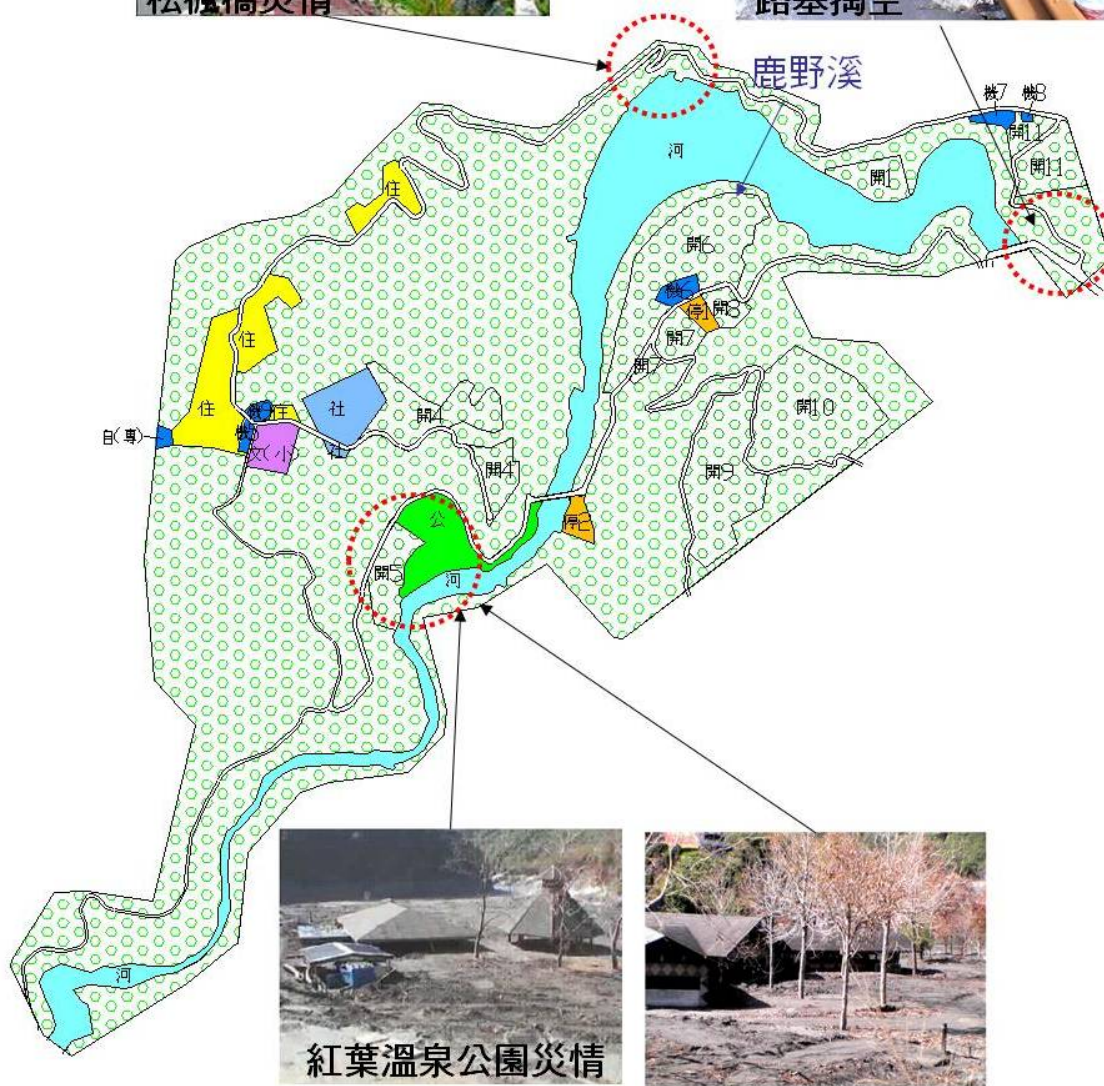 松楓橋災情
路基掏空
鹿野溪
機7
機8
開11
開11
河
開1
住
開6
機6
停1
開8
開7
開7
住
開10
住
社
住
開4
自(專)
文(小)
社
開4
開9
公
停2
開5
河
河
紅葉溫泉公園災情